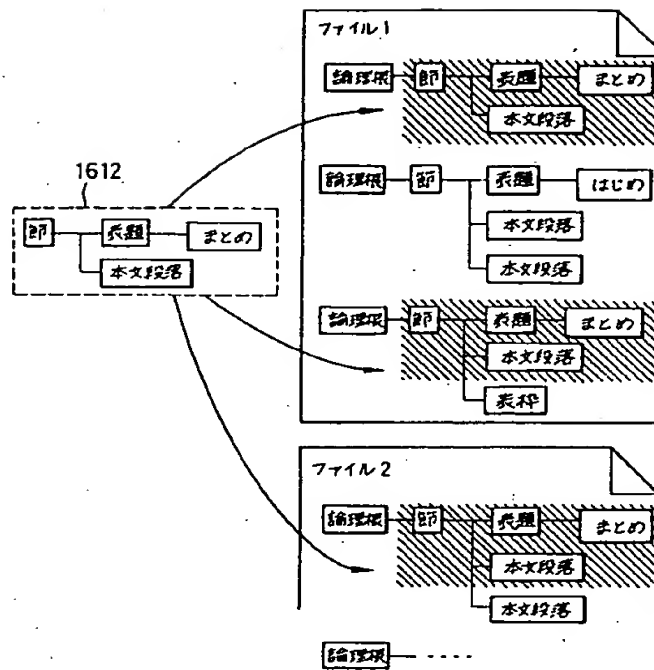 ファイル1
論理根 節 表題 まとめ
本文段落
1612
論理根 節 表題 はじめ
節 表題 まとめ
本文段落
本文段落
本文段落
論理根 節 表題 まとめ
本文段落
表枠
ファイル2
論理根 節 表題 まとめ
本文段落
本文段落
論理根 ----